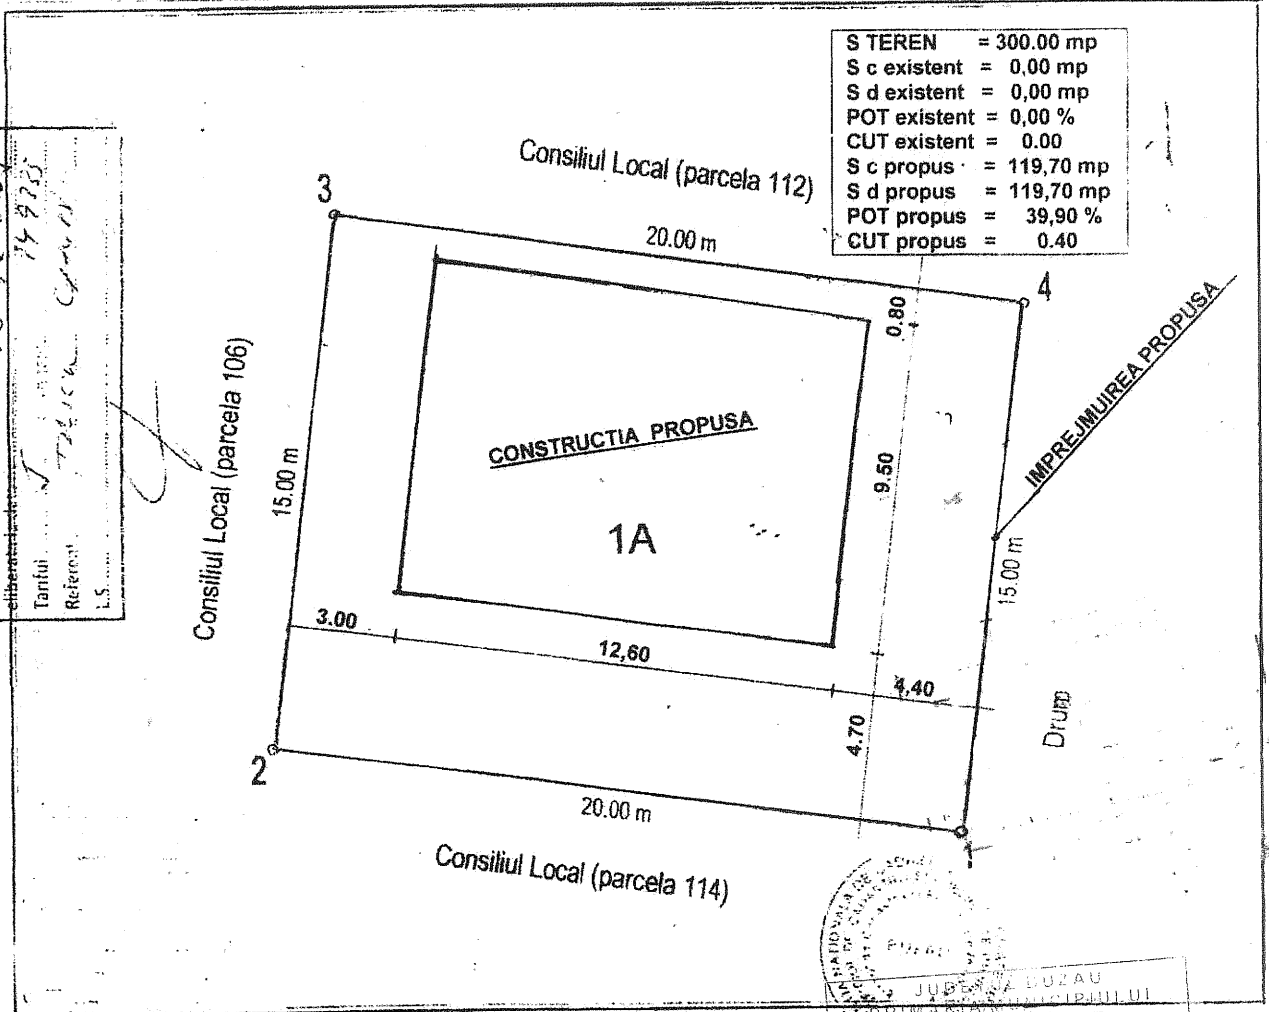 S TEREN = 300.00 mp
S c existent = 0,00 mp
S d existent = 0,00 mp
POT existent = 0,00 %
CUT existent = 0.00
S c propus = 119,70 mp
S d propus = 119,70 mp
POT propus = 39,90 %
CUT propus = 0.40
Consiliul Local (parcela 112)
3
20.00 m
4
0.80
IMPREJMUIREA PROPUSA
Consiliul Local (parcela 106)
15.00 m
CONSTRUCTIA PROPUSA
9.50
1A
15.00 m
3.00
12,60
4,40
4.70
Drum
2
20.00 m
Consiliul Local (parcela 114)
Tariful
Referent
L.S.
JUDETUL BUZAU
PRIMARIA MUNICIPIULUI